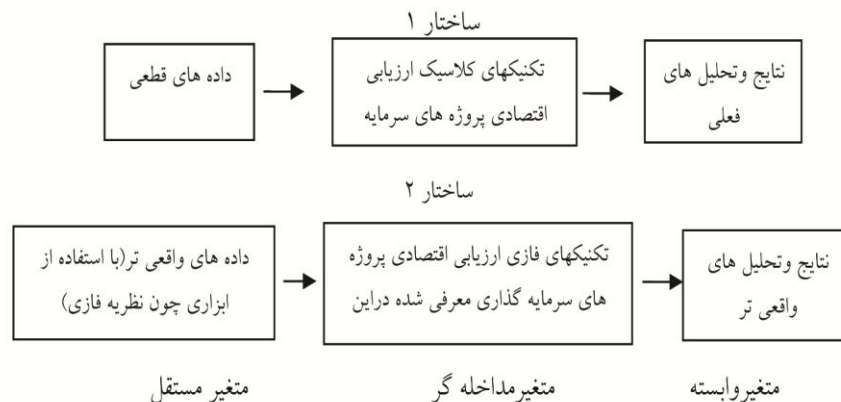 ساختار ۱
داده های قطعی
تکنیکهای کلاسیک ارزیابی
اقتصادی پروژه های سرمایه
نتایج وتحلیل های
فعلی
ساختار ۲
داده های واقعی تر(با استفاده از
ابزاری چون نظریه فازی)
تکنیکهای فازی ارزیابی اقتصادی پروژه
های سرمایه گذاری معرفی شده دراین
نتایج وتحلیل های
واقعی تر
متغیر مستقل
متغیرمداخله گر
متغیروابسته